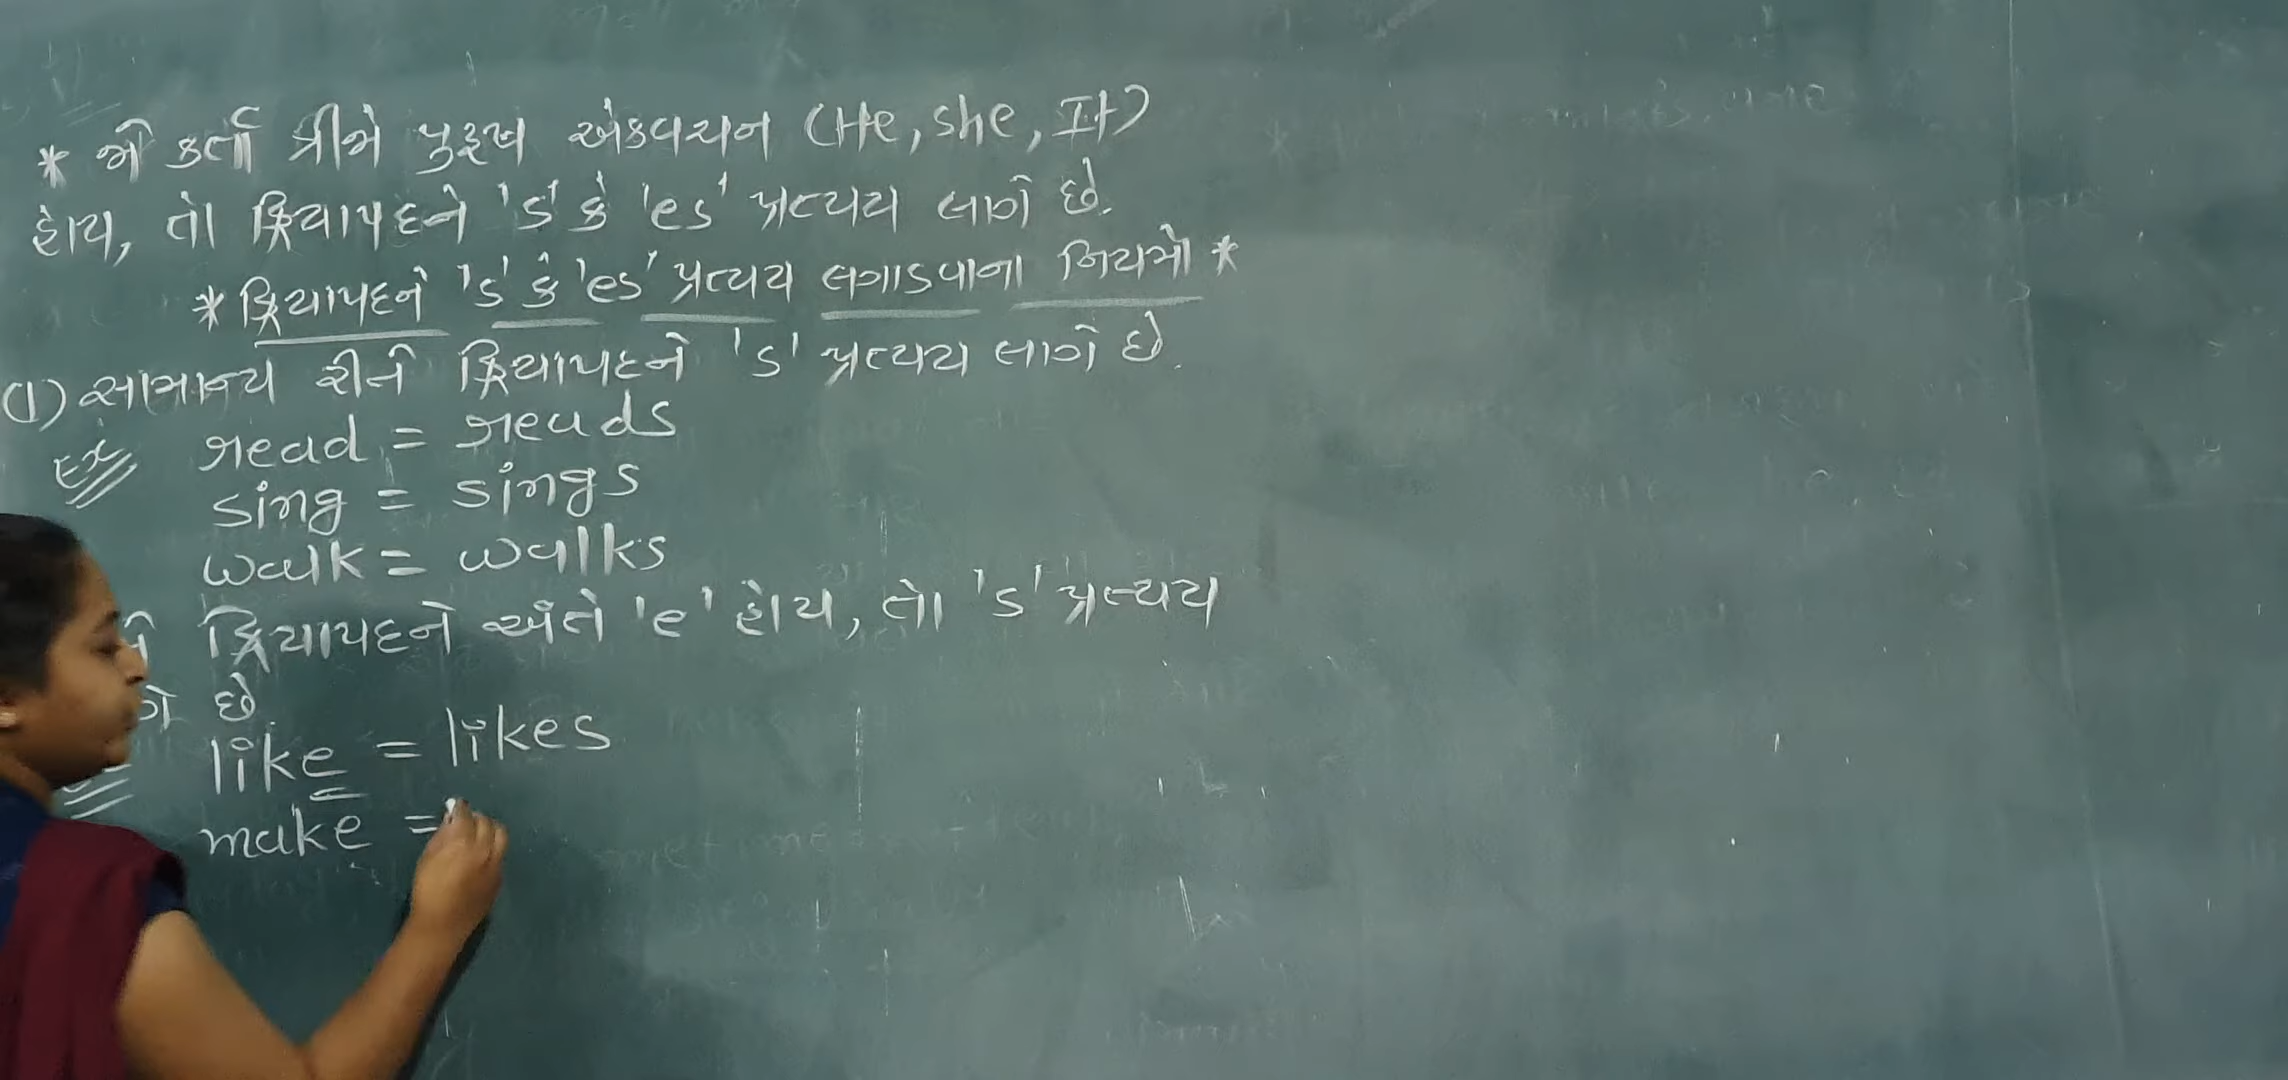 * જો કર્તા ત્રીજો પુરૂષ એકવચન (He, she, It)
હોય, તો ક્રિયાપદને 's' કે 'es' પ્રત્યય લાગે છે.
* ક્રિયાપદને 's' કે 'es' પ્રત્યય લગાડવાના નિયમો *
(1) સામાન્ય રીતે ક્રિયાપદને 's' પ્રત્યય લાગે છે.
Ex read = reads
sing = sings
walk = walks
ક્રિયાપદને અંતે 'e' હોય, તો 's' પ્રત્યય
છે.
like = likes
make =